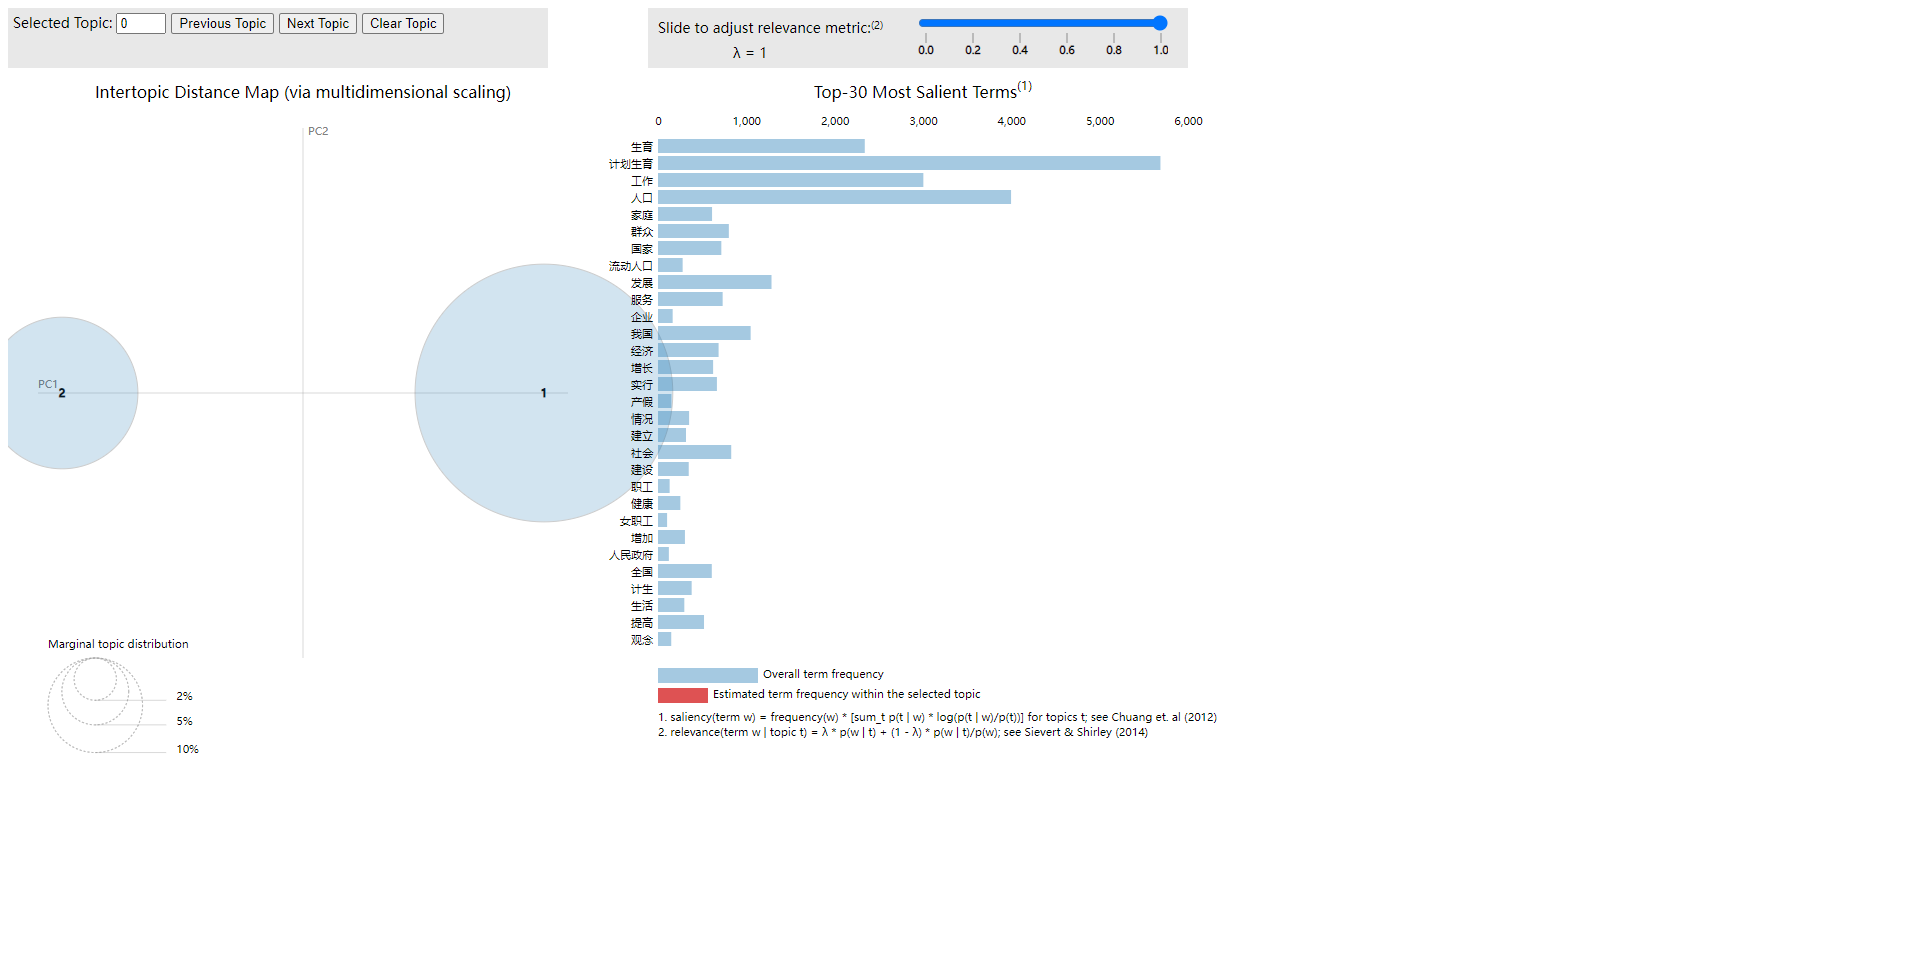 Selected Topic: 0 Previous Topic Next Topic Clear Topic
Slide to adjust relevance metric:(2)
λ = 1
0.0 0.2 0.4 0.6 0.8 1.0
Intertopic Distance Map (via multidimensional scaling)
PC2
PC1
2
1
Marginal topic distribution
2%
5%
10%
Top-30 Most Salient Terms(1)
0 1,000 2,000 3,000 4,000 5,000 6,000
生育
计划生育
工作
人口
家庭
群众
国家
流动人口
发展
服务
企业
我国
经济
增长
实行
产假
情况
建立
社会
建设
职工
健康
女职工
增加
人民政府
全国
计生
生活
提高
观念
Overall term frequency
Estimated term frequency within the selected topic
1. saliency(term w) = frequency(w) * [sum_t p(t | w) * log(p(t | w)/p(t))] for topics t; see Chuang et. al (2012)
2. relevance(term w | topic t) = λ * p(w | t) + (1 - λ) * p(w | t)/p(w); see Sievert & Shirley (2014)